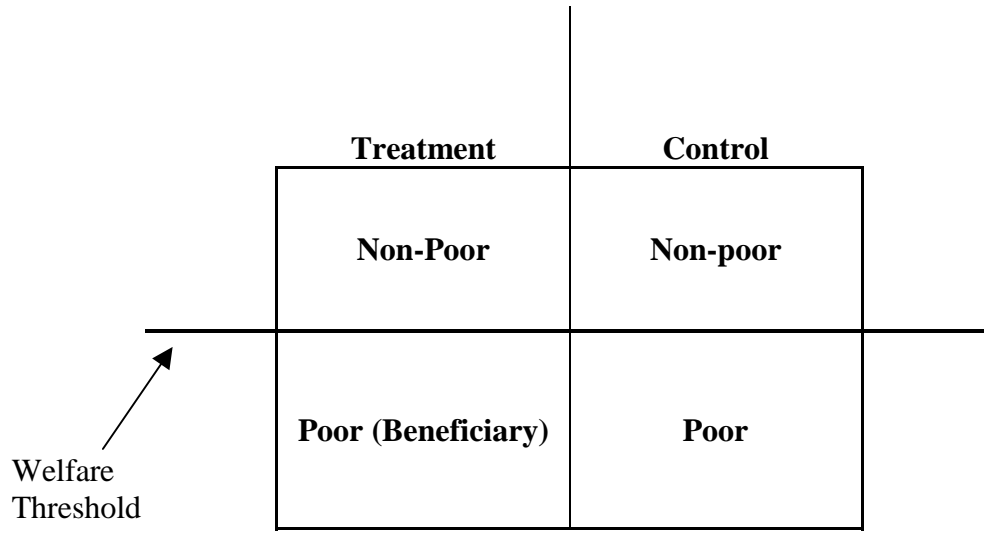 Treatment Control
Non-Poor Non-poor
Poor (Beneficiary) Poor
Welfare
Threshold